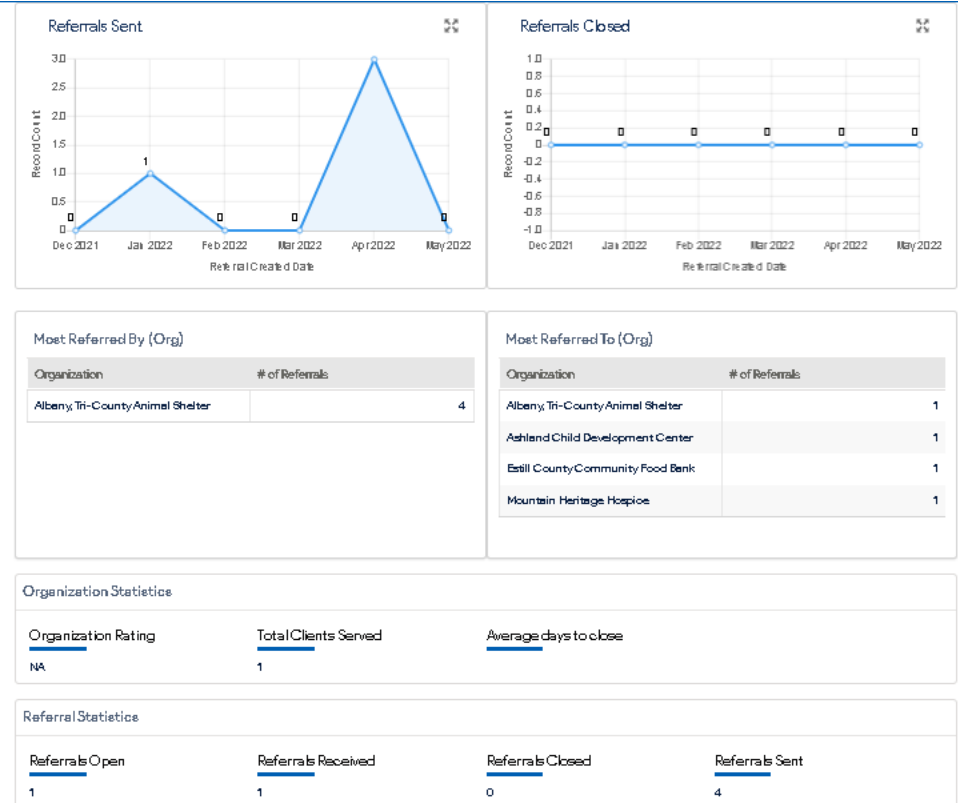 Referrals Sent
3.0
2.5
2.0
1.5
1.0
0.5
0
Record Count
0
1
0
0
0
Dec 2021 Jan 2022 Feb 2022 Mar 2022 Apr 2022 May 2022
Referral Created Date
Referrals Closed
1.0
0.8
0.6
0.4
0.2
0
-0.2
-0.4
-0.6
-0.8
-1.0
Record Count
0 0 0 0 0 0
Dec 2021 Jan 2022 Feb 2022 Mar 2022 Apr 2022 May 2022
Referral Created Date
Most Referred By (Org)
Organization # of Referrals
Albany, Tri-County Animal Shelter 4
Most Referred To (Org)
Organization # of Referrals
Albany, Tri-County Animal Shelter 1
Ashland Child Development Center 1
Estill County Community Food Bank 1
Mountain Heritage Hospice 1
Organization Statistics
Organization Rating Total Clients Served Average days to close
NA 1
Referral Statistics
Referrals Open Referrals Received Referrals Closed Referrals Sent
1 1 0 4